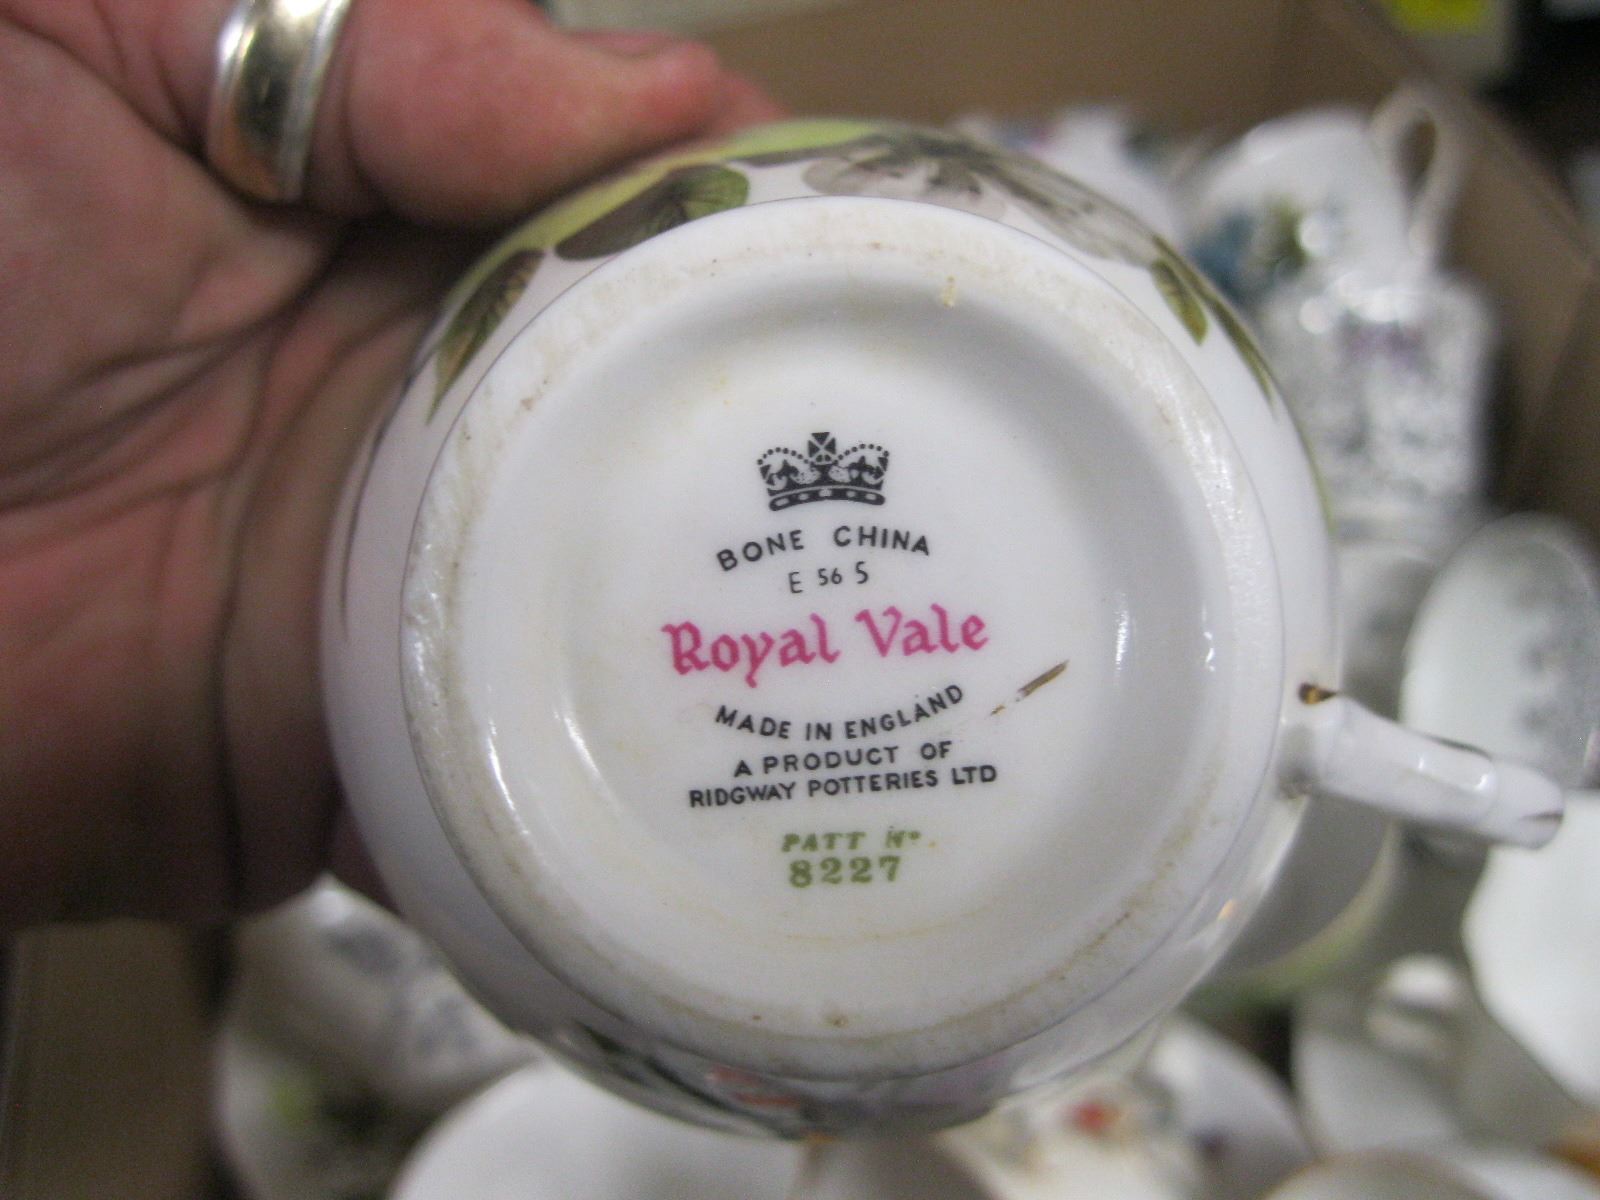 BONE CHINA
E 56 S
Royal Vale
MADE IN ENGLAND
A PRODUCT OF
RIDGWAY POTTERIES LTD
PATT No.
8227